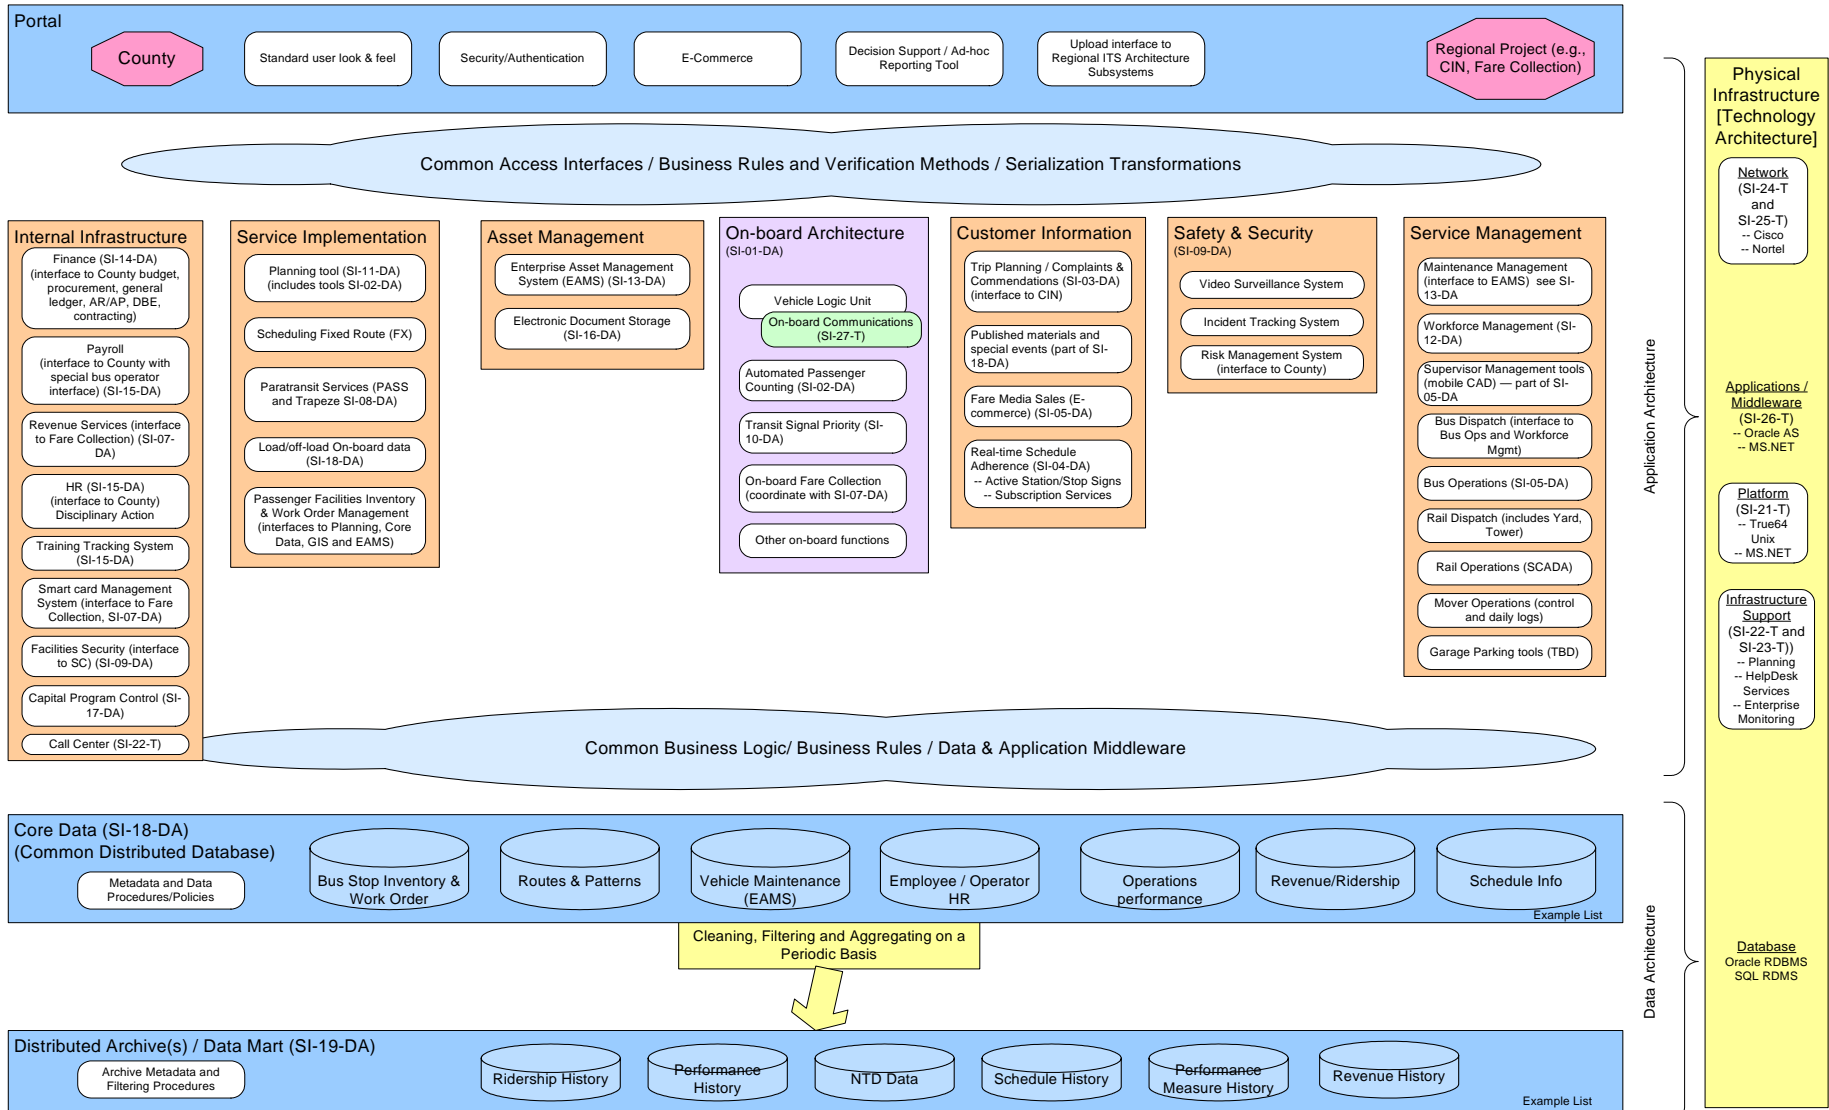 Portal
County
Standard user look & feel
Security/Authentication
E-Commerce
Decision Support / Ad-hoc
Reporting Tool
Upload interface to
Regional ITS Architecture
Subsystems
Regional Project (e.g.,
CIN, Fare Collection)
Common Access Interfaces / Business Rules and Verification Methods / Serialization Transformations
Internal Infrastructure
Finance (SI-14-DA)
(interface to County budget,
procurement, general
ledger, AR/AP, DBE,
contracting)
Payroll
(interface to County with
special bus operator
interface) (SI-15-DA)
Revenue Services (interface
to Fare Collection) (SI-07-
DA)
HR (SI-15-DA)
(interface to County)
Disciplinary Action
Training Tracking System
(SI-15-DA)
Smart card Management
System (interface to Fare
Collection, SI-07-DA)
Facilities Security (interface
to SC) (SI-09-DA)
Capital Program Control (SI-
17-DA)
Call Center (SI-22-T)
Service Implementation
Planning tool (SI-11-DA)
(includes tools SI-02-DA)
Scheduling Fixed Route (FX)
Paratransit Services (PASS
and Trapeze SI-08-DA)
Load/off-load On-board data
(SI-18-DA)
Passenger Facilities Inventory
& Work Order Management
(interfaces to Planning, Core
Data, GIS and EAMS)
Asset Management
Enterprise Asset Management
System (EAMS) (SI-13-DA)
Electronic Document Storage
(SI-16-DA)
On-board Architecture
(SI-01-DA)
Vehicle Logic Unit
On-board Communications
(SI-27-T)
Automated Passenger
Counting (SI-02-DA)
Transit Signal Priority (SI-
10-DA)
On-board Fare Collection
(coordinate with SI-07-DA)
Other on-board functions
Customer Information
Trip Planning / Complaints &
Commendations (SI-03-DA)
(interface to CIN)
Published materials and
special events (part of SI-
18-DA)
Fare Media Sales (E-
commerce) (SI-05-DA)
Real-time Schedule
Adherence (SI-04-DA)
-- Active Station/Stop Signs
-- Subscription Services
Safety & Security
(SI-09-DA)
Video Surveillance System
Incident Tracking System
Risk Management System
(interface to County)
Service Management
Maintenance Management
(interface to EAMS) see SI-
13-DA
Workforce Management (SI-
12-DA)
Supervisor Management tools
(mobile CAD) — part of SI-
05-DA
Bus Dispatch (interface to
Bus Ops and Workforce
Mgmt)
Bus Operations (SI-05-DA)
Rail Dispatch (includes Yard,
Tower)
Rail Operations (SCADA)
Mover Operations (control
and daily logs)
Garage Parking tools (TBD)
Common Business Logic/ Business Rules / Data & Application Middleware
Application Architecture
Physical
Infrastructure
[Technology
Architecture]
Network
(SI-24-T
and
SI-25-T)
-- Cisco
-- Nortel
Applications /
Middleware
(SI-26-T)
-- Oracle AS
-- MS.NET
Platform
(SI-21-T)
-- True64
Unix
-- MS.NET
Infrastructure
Support
(SI-22-T and
SI-23-T))
-- Planning
-- HelpDesk
Services
-- Enterprise
Monitoring
Database
Oracle RDBMS
SQL RDMS
Core Data (SI-18-DA)
(Common Distributed Database)
Metadata and Data
Procedures/Policies
Bus Stop Inventory &
Work Order
Routes & Patterns
Vehicle Maintenance
(EAMS)
Employee / Operator
HR
Operations
performance
Revenue/Ridership
Schedule Info
Example List
Cleaning, Filtering and Aggregating on a
Periodic Basis
Data Architecture
Distributed Archive(s) / Data Mart (SI-19-DA)
Archive Metadata and
Filtering Procedures
Ridership History
Performance
History
NTD Data
Schedule History
Performance
Measure History
Revenue History
Example List